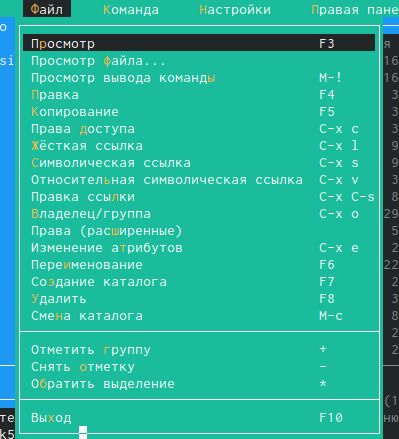 Файл Команда Настройки Правая пане
Просмотр F3
Просмотр файла...
Просмотр вывода команды M-!
Правка F4
Копирование F5
Права доступа C-x c
Жёсткая ссылка C-x l
Символическая ссылка C-x s
Относительная символическая ссылка C-x v
Правка ссылки C-x C-s
Владелец/группа C-x o
Права (расширенные)
Изменение атрибутов C-x e
Переименование F6
Создание каталога F7
Удалить F8
Смена каталога M-c
Отметить группу +
Снять отметку -
Обратить выделение *
Выход F10